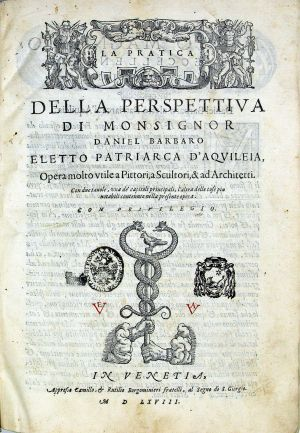 LA PRATICA
DELLA PERSPETTIVA
DI MONSIGNOR
DANIEL BARBARO
ELETTO PATRIARCA D'AQVILEIA,
Opera molto vtile a Pittori, a Scultori, & ad Architetti.
Con due tauole, vna de' capitoli principali, l'altra delle cose piu
notabili contenute nella presente opera.
CON PRIVILEGIO.
IN VENETIA,
Appresso Camillo, & Rutilio Borgominieri fratelli, al Segno di S. Giorgio.
M D LXVIII.